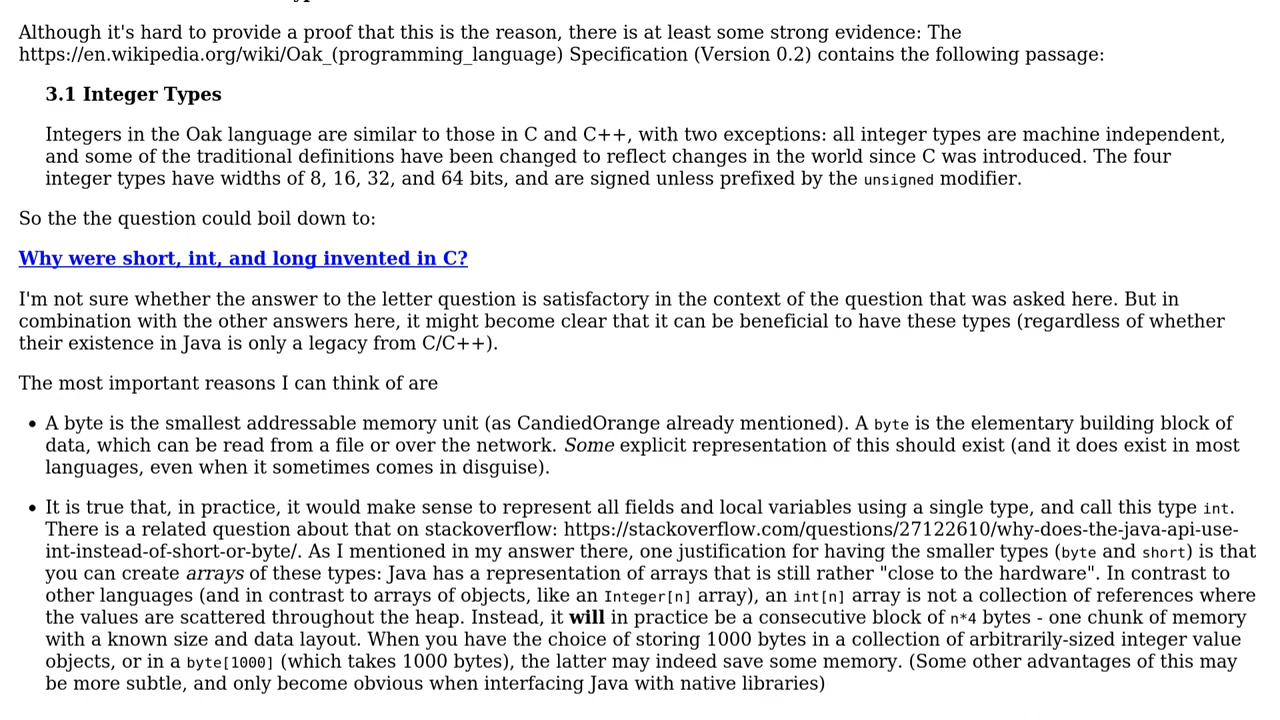 Although it's hard to provide a proof that this is the reason, there is at least some strong evidence: The
https://en.wikipedia.org/wiki/Oak_(programming_language) Specification (Version 0.2) contains the following passage:
3.1 Integer Types
Integers in the Oak language are similar to those in C and C++, with two exceptions: all integer types are machine independent,
and some of the traditional definitions have been changed to reflect changes in the world since C was introduced. The four
integer types have widths of 8, 16, 32, and 64 bits, and are signed unless prefixed by the unsigned modifier.
So the the question could boil down to:
Why were short, int, and long invented in C?
I'm not sure whether the answer to the letter question is satisfactory in the context of the question that was asked here. But in
combination with the other answers here, it might become clear that it can be beneficial to have these types (regardless of whether
their existence in Java is only a legacy from C/C++).
The most important reasons I can think of are
• A byte is the smallest addressable memory unit (as CandiedOrange already mentioned). A byte is the elementary building block of
data, which can be read from a file or over the network. Some explicit representation of this should exist (and it does exist in most
languages, even when it sometimes comes in disguise).
• It is true that, in practice, it would make sense to represent all fields and local variables using a single type, and call this type int.
There is a related question about that on stackoverflow: https://stackoverflow.com/questions/27122610/why-does-the-java-api-use-
int-instead-of-short-or-byte/. As I mentioned in my answer there, one justification for having the smaller types (byte and short) is that
you can create arrays of these types: Java has a representation of arrays that is still rather "close to the hardware". In contrast to
other languages (and in contrast to arrays of objects, like an Integer[n] array), an int[n] array is not a collection of references where
the values are scattered throughout the heap. Instead, it will in practice be a consecutive block of n*4 bytes - one chunk of memory
with a known size and data layout. When you have the choice of storing 1000 bytes in a collection of arbitrarily-sized integer value
objects, or in a byte[1000] (which takes 1000 bytes), the latter may indeed save some memory. (Some other advantages of this may
be more subtle, and only become obvious when interfacing Java with native libraries)